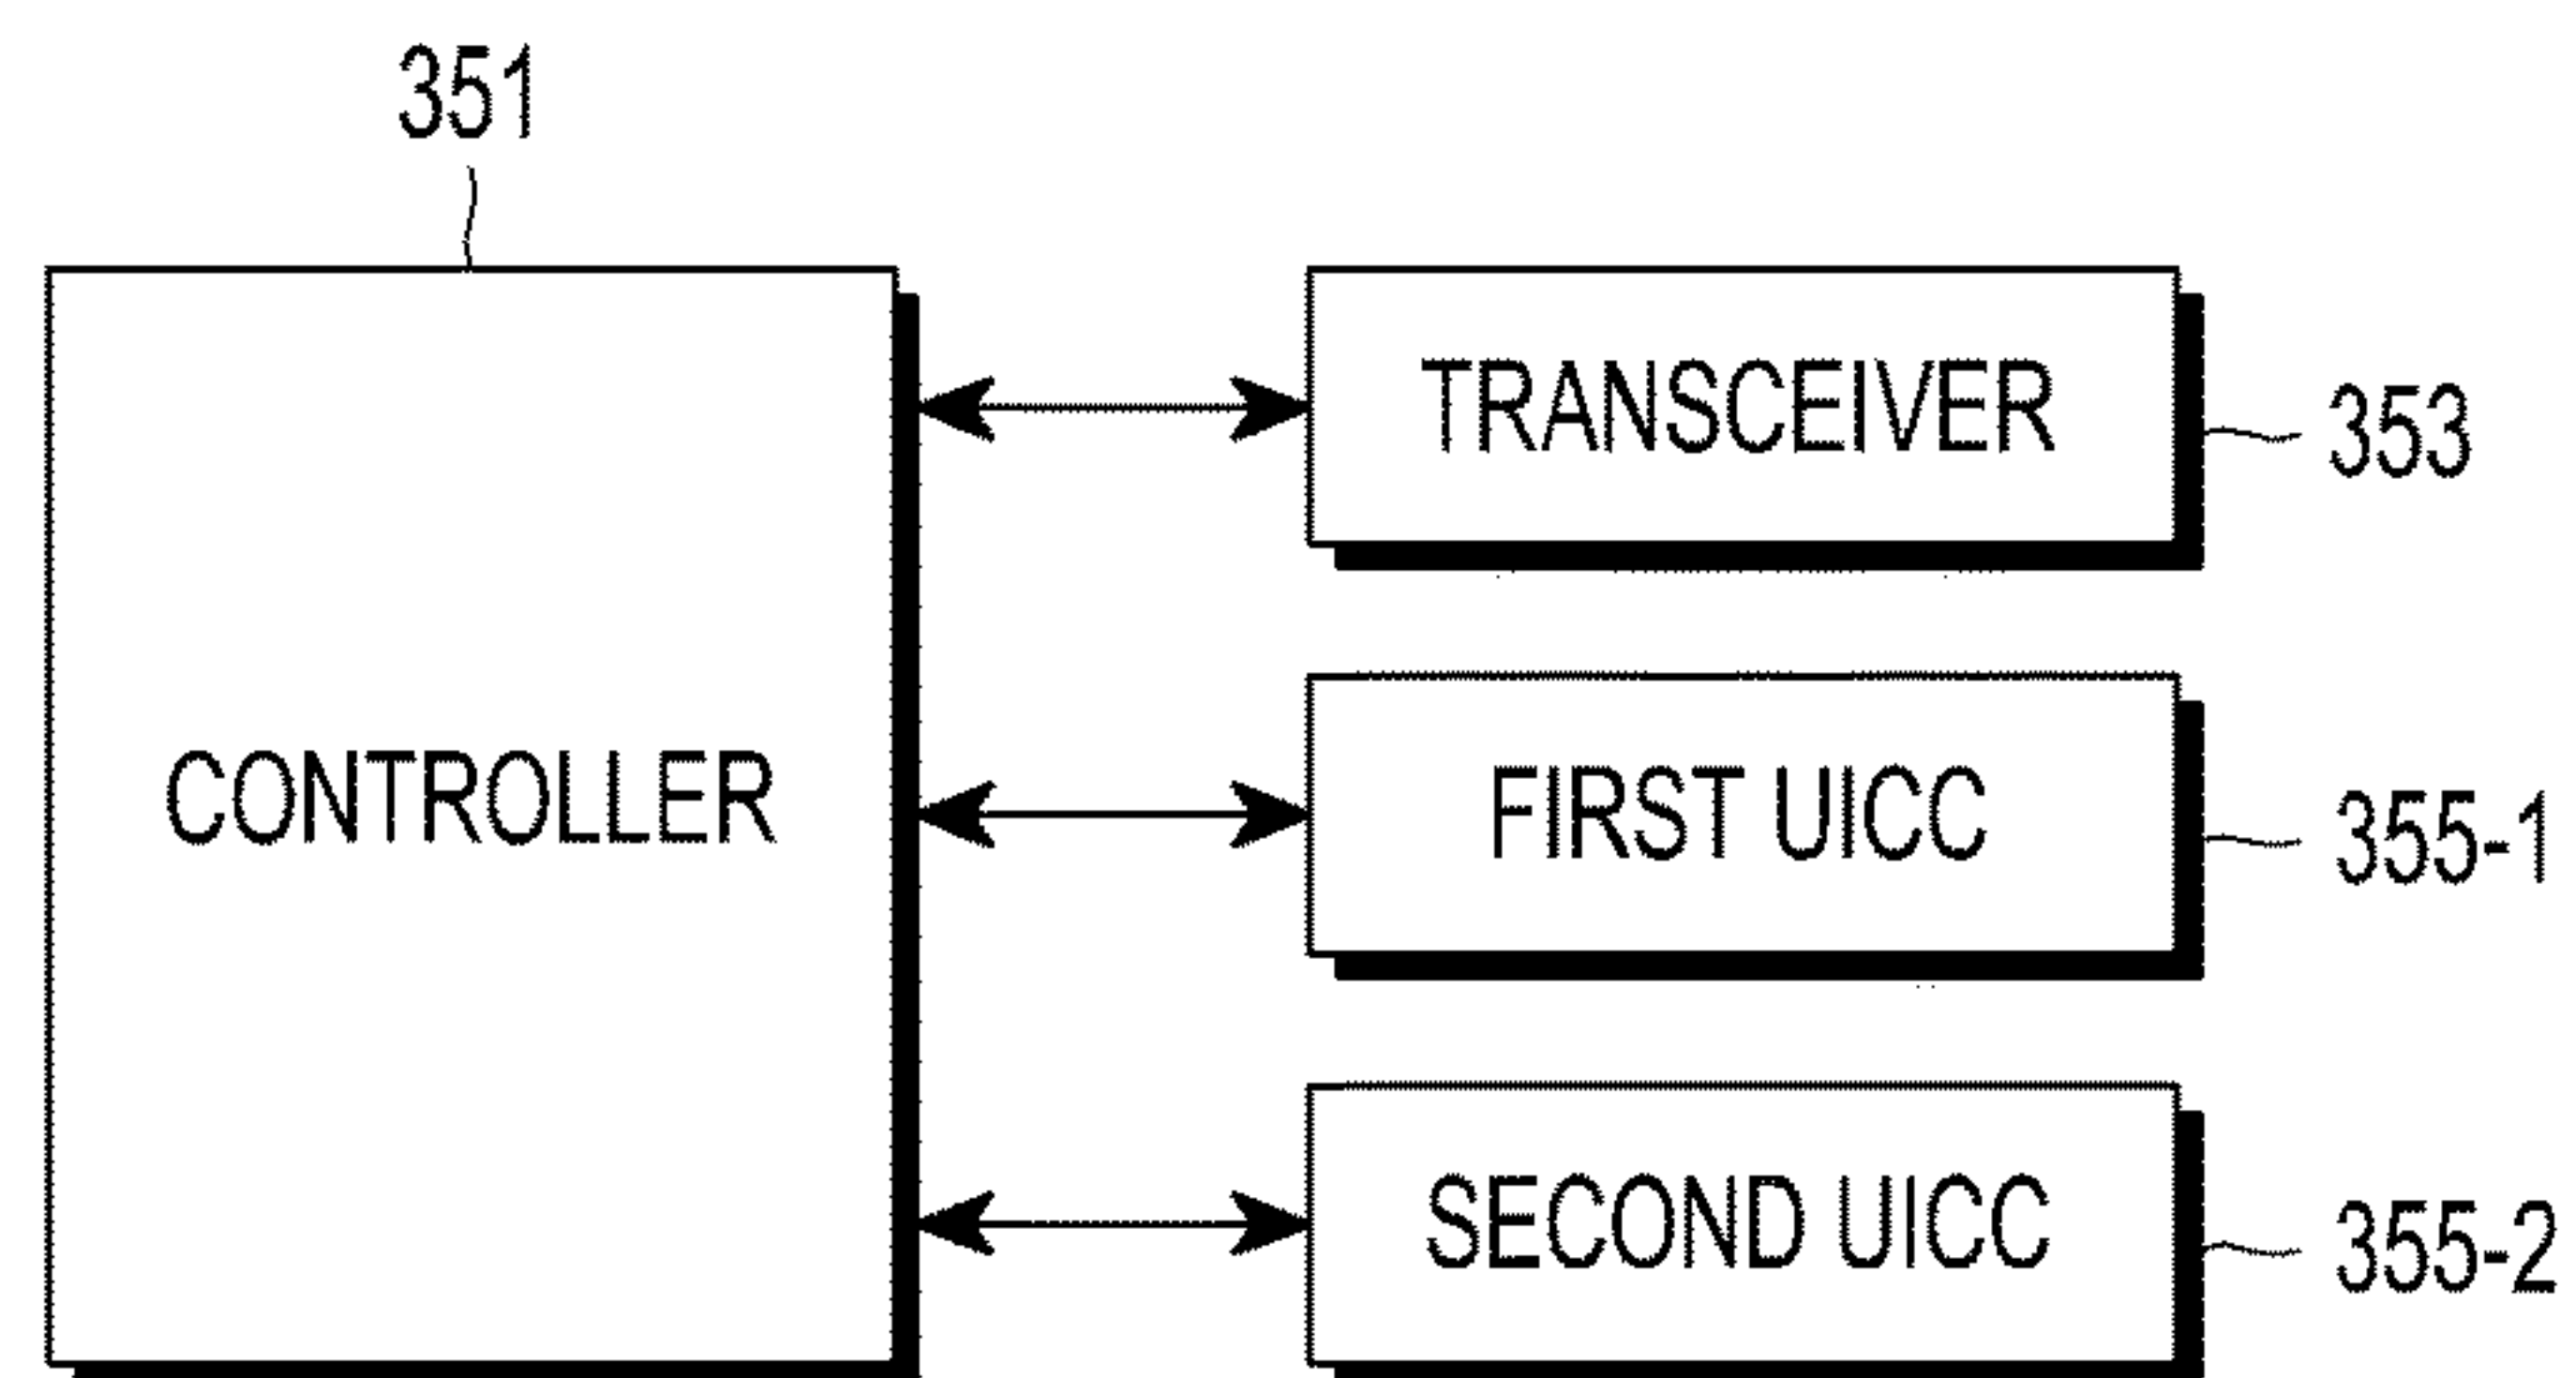 351
TRANSCEIVER
353
CONTROLLER
FIRST UICC
355-1
SECOND UICC
355-2